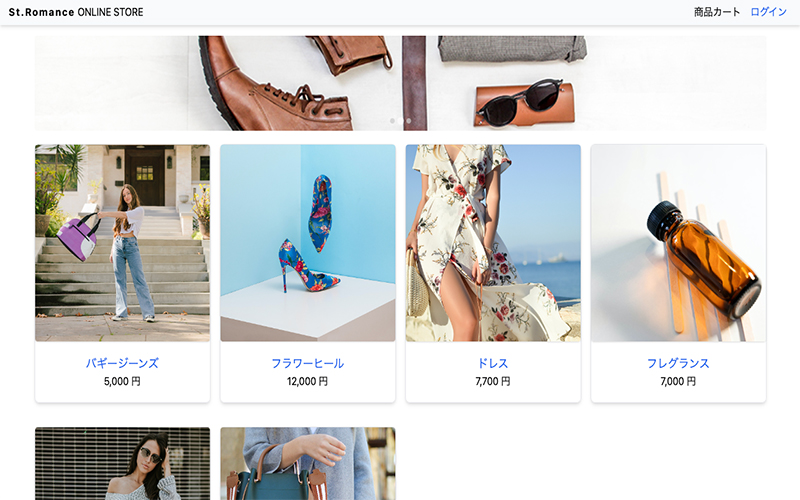 St.Romance ONLINE STORE
商品カート ログイン
バギージーンズ
5,000 円
フラワーヒール
12,000 円
ドレス
7,700 円
フレグランス
7,000 円